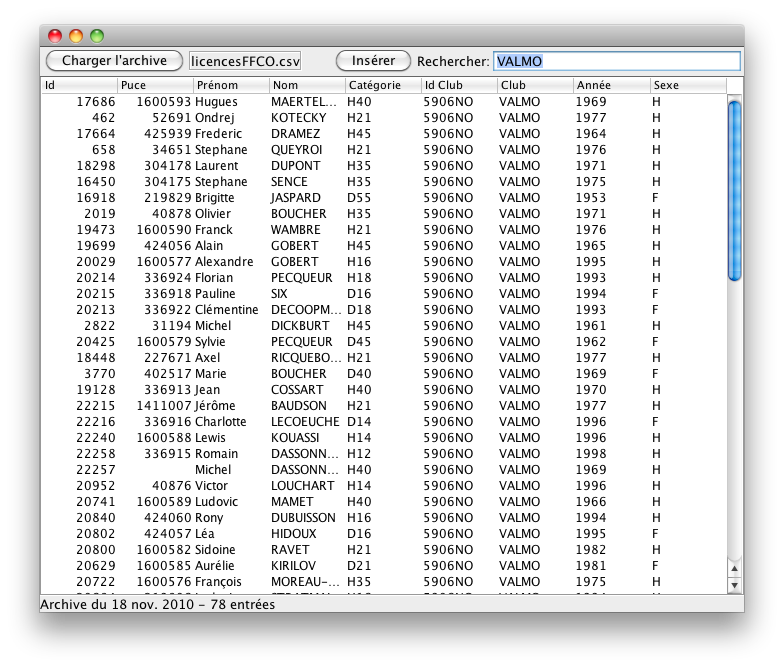 Charger l'archive licencesFFCO.csv Insérer Rechercher: VALMO
Id Puce Prénom Nom Catégorie Id Club Club Année Sexe
17686 1600593 Hugues MAERTEL... H40 5906NO VALMO 1969 H
462 52691 Ondrej KOTECKY H21 5906NO VALMO 1977 H
17664 425939 Frederic DRAMEZ H45 5906NO VALMO 1964 H
658 34651 Stephane QUEYROI H21 5906NO VALMO 1976 H
18298 304178 Laurent DUPONT H35 5906NO VALMO 1971 H
16450 304175 Stephane SENCE H35 5906NO VALMO 1975 H
16918 219829 Brigitte JASPARD D55 5906NO VALMO 1953 F
2019 40878 Olivier BOUCHER H35 5906NO VALMO 1971 H
19473 1600590 Franck WAMBRE H21 5906NO VALMO 1976 H
19699 424056 Alain GOBERT H45 5906NO VALMO 1965 H
20029 1600577 Alexandre GOBERT H16 5906NO VALMO 1995 H
20214 336924 Florian PECQUEUR H18 5906NO VALMO 1993 H
20215 336918 Pauline SIX D16 5906NO VALMO 1994 F
20213 336922 Clémentine DECOOPM... D18 5906NO VALMO 1993 F
2822 31194 Michel DICKBURT H45 5906NO VALMO 1961 H
20425 1600579 Sylvie PECQUEUR D45 5906NO VALMO 1962 F
18448 227671 Axel RICQUEBO... H21 5906NO VALMO 1977 H
3770 402517 Marie BOUCHER D40 5906NO VALMO 1969 F
19128 336913 Jean COSSART H40 5906NO VALMO 1970 H
22215 1411007 Jérôme BAUDSON H21 5906NO VALMO 1977 H
22216 336916 Charlotte LECOEUCHE D14 5906NO VALMO 1996 F
22240 1600588 Lewis KOUASSI H14 5906NO VALMO 1996 H
22258 336915 Romain DASSONN... H12 5906NO VALMO 1998 H
22257 Michel DASSONN... H40 5906NO VALMO 1969 H
20952 40876 Victor LOUCHART H14 5906NO VALMO 1996 H
20741 1600589 Ludovic MAMET H40 5906NO VALMO 1966 H
20840 424060 Rony DUBUISSON H16 5906NO VALMO 1994 H
20802 424057 Léa HIDOUX D16 5906NO VALMO 1995 F
20800 1600582 Sidoine RAVET H21 5906NO VALMO 1982 H
20629 1600585 Aurélie KIRILOV D21 5906NO VALMO 1981 F
20722 1600576 François MOREAU-... H35 5906NO VALMO 1975 H
Archive du 18 nov. 2010 - 78 entrées